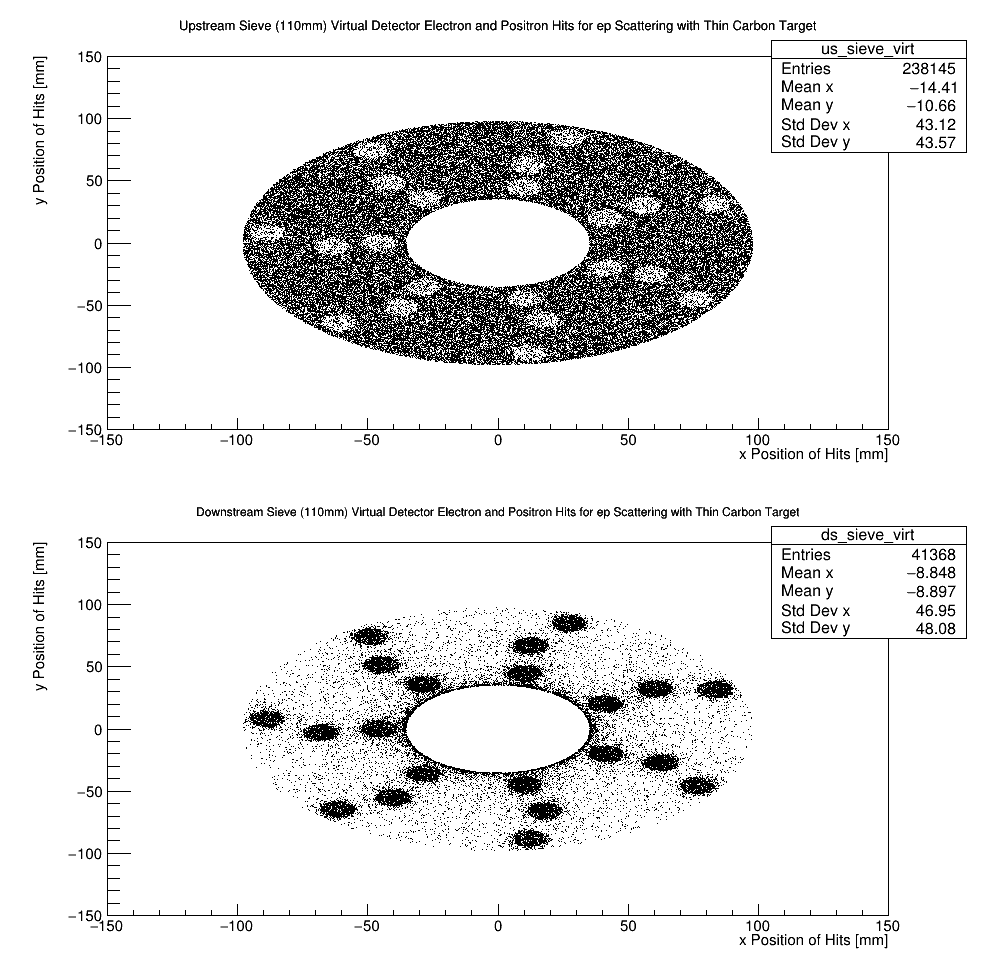 Upstream Sieve (110mm) Virtual Detector Electron and Positron Hits for ep Scattering with Thin Carbon Target
us_sieve_virt
Entries 238145
Mean x −14.41
Mean y −10.66
Std Dev x 43.12
Std Dev y 43.57
y Position of Hits [mm]
150
100
50
0
−50
−100
−150
−150 −100 −50 0 50 100 150
x Position of Hits [mm]
Downstream Sieve (110mm) Virtual Detector Electron and Positron Hits for ep Scattering with Thin Carbon Target
ds_sieve_virt
Entries 41368
Mean x −8.848
Mean y −8.897
Std Dev x 46.95
Std Dev y 48.08
y Position of Hits [mm]
150
100
50
0
−50
−100
−150
−150 −100 −50 0 50 100 150
x Position of Hits [mm]